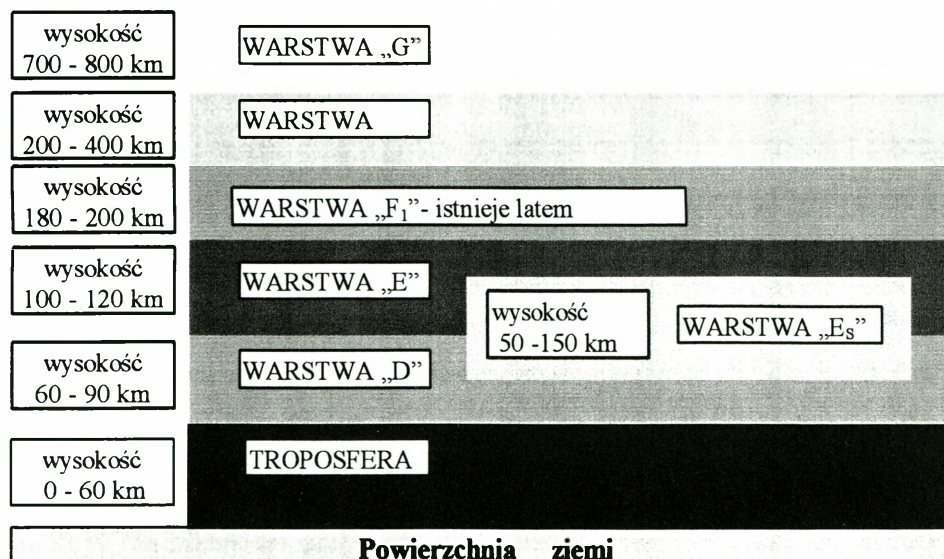 wysokość
700 - 800 km
WARSTWA „G”
wysokość
200 - 400 km
WARSTWA
wysokość
180 - 200 km
WARSTWA „F₁”- istnieje latem
wysokość
100 - 120 km
WARSTWA „E”
wysokość
50 -150 km
WARSTWA „Eₛ”
wysokość
60 - 90 km
WARSTWA „D”
wysokość
0 - 60 km
TROPOSFERA
Powierzchnia ziemi